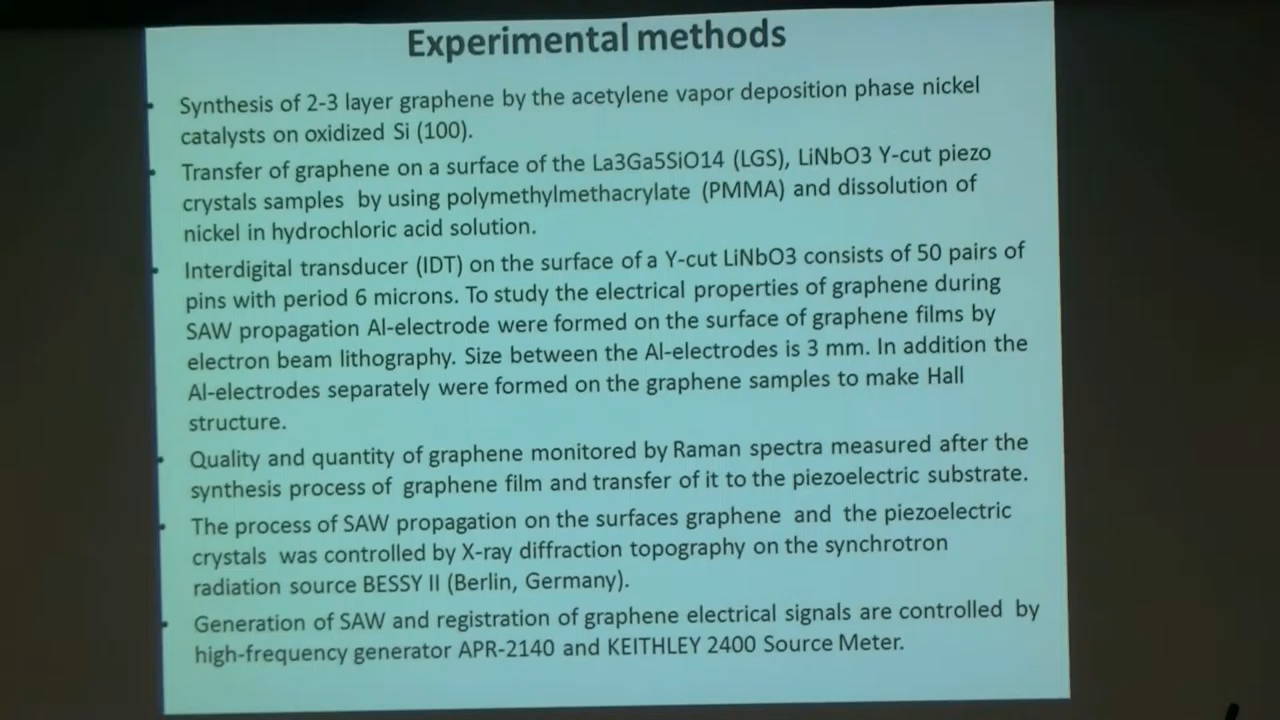 Experimental methods
• Synthesis of 2-3 layer graphene by the acetylene vapor deposition phase nickel
catalysts on oxidized Si (100).
• Transfer of graphene on a surface of the La3Ga5SiO14 (LGS), LiNbO3 Y-cut piezo
crystals samples by using polymethylmethacrylate (PMMA) and dissolution of
nickel in hydrochloric acid solution.
• Interdigital transducer (IDT) on the surface of a Y-cut LiNbO3 consists of 50 pairs of
pins with period 6 microns. To study the electrical properties of graphene during
SAW propagation Al-electrode were formed on the surface of graphene films by
electron beam lithography. Size between the Al-electrodes is 3 mm. In addition the
Al-electrodes separately were formed on the graphene samples to make Hall
structure.
• Quality and quantity of graphene monitored by Raman spectra measured after the
synthesis process of graphene film and transfer of it to the piezoelectric substrate.
• The process of SAW propagation on the surfaces graphene and the piezoelectric
crystals was controlled by X-ray diffraction topography on the synchrotron
radiation source BESSY II (Berlin, Germany).
• Generation of SAW and registration of graphene electrical signals are controlled by
high-frequency generator APR-2140 and KEITHLEY 2400 Source Meter.